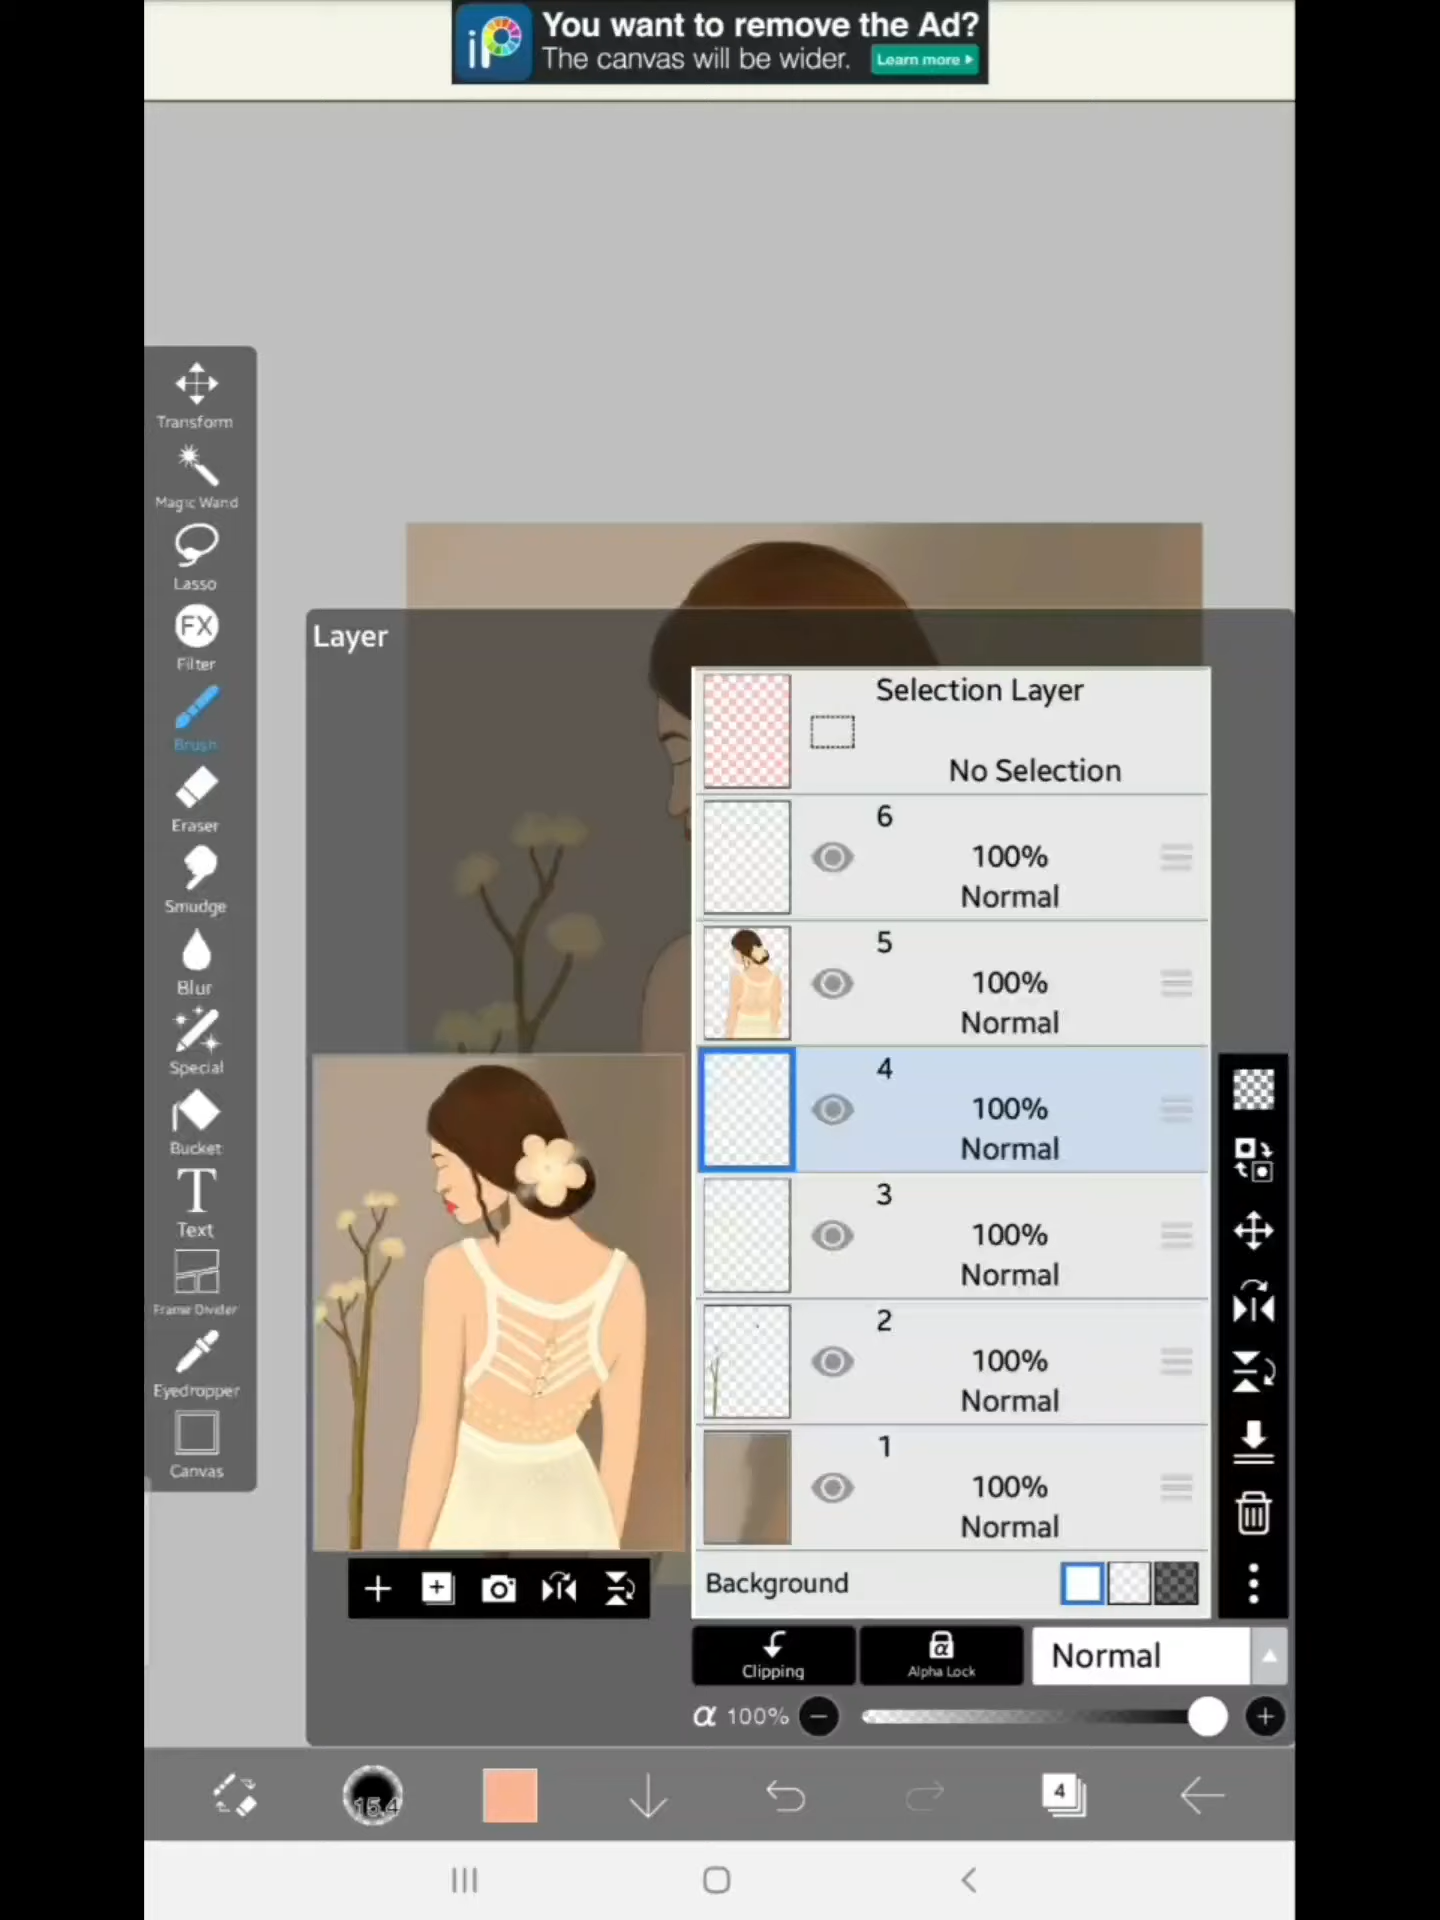 You want to remove the Ad?
The canvas will be wider.
Learn more
iP
Transform
Magic Wand
Lasso
FX
Filter
Brush
Eraser
Smudge
Blur
Special
Bucket
T
Text
Frame Divider
Eyedropper
Canvas
Layer
Selection Layer
No Selection
6
100%
Normal
5
100%
Normal
4
100%
Normal
3
100%
Normal
2
100%
Normal
1
100%
Normal
Background
Clipping
α
Alpha Lock
Normal
α 100%
15.4
4